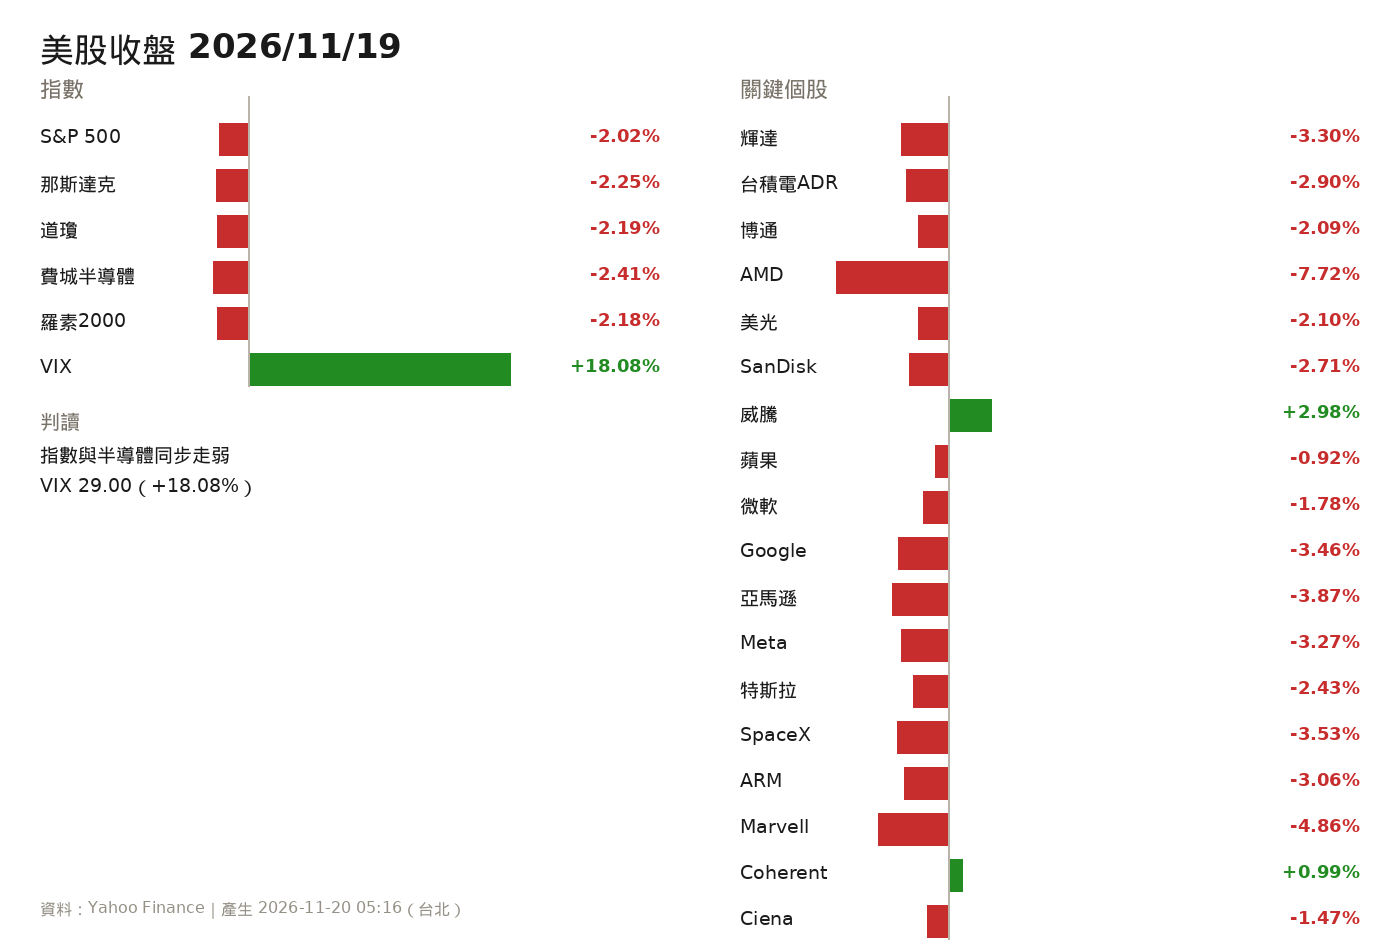 美股收盤 2026/11/19
指數
S&P 500 -2.02%
那斯達克 -2.25%
道瓊 -2.19%
費城半導體 -2.41%
羅素2000 -2.18%
VIX +18.08%
判讀
指數與半導體同步走弱
VIX 29.00（+18.08%）
關鍵個股
輝達 -3.30%
台積電ADR -2.90%
博通 -2.09%
AMD -7.72%
美光 -2.10%
SanDisk -2.71%
威騰 +2.98%
蘋果 -0.92%
微軟 -1.78%
Google -3.46%
亞馬遜 -3.87%
Meta -3.27%
特斯拉 -2.43%
SpaceX -3.53%
ARM -3.06%
Marvell -4.86%
Coherent +0.99%
Ciena -1.47%
資料：Yahoo Finance｜產生 2026-11-20 05:16（台北）